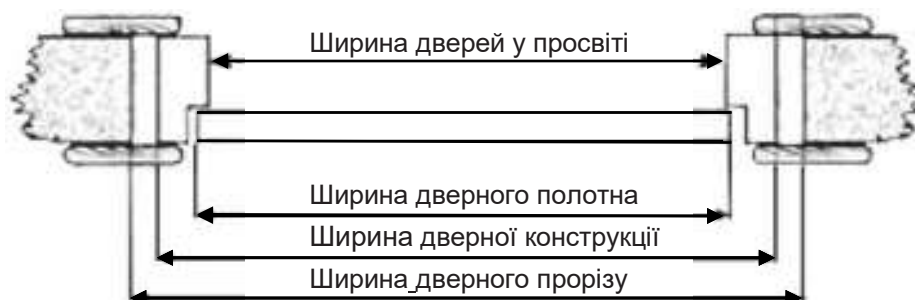 Ширина дверей у просвіті
Ширина дверного полотна
Ширина дверної конструкції
Ширина дверного прорізу